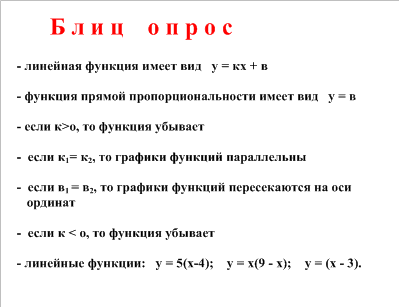 Блиц опрос
- линейная функция имеет вид у = кх + в
- функция прямой пропорциональности имеет вид у = в
- если к>о, то функция убывает
- если к₁= к₂, то графики функций параллельны
- если в₁ = в₂, то графики функций пересекаются на оси
ординат
- если к < о, то функция убывает
- линейные функции: у = 5(х-4); у = х(9 - х); у = (х - 3).